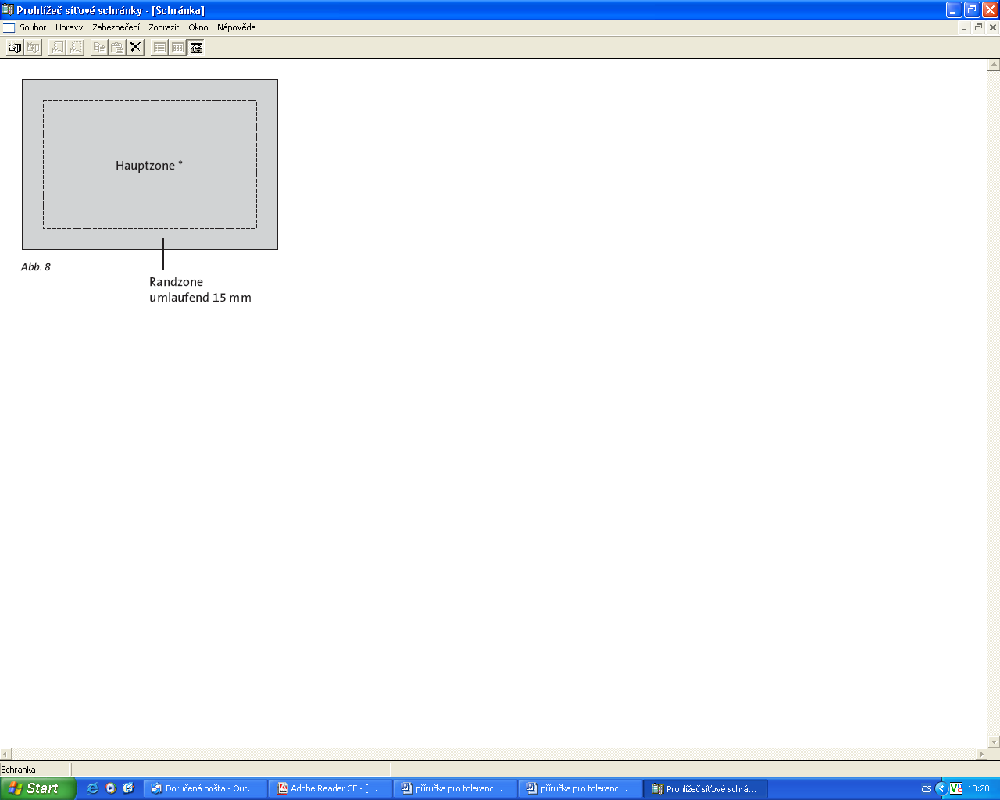 Prohlížeč síťové schránky - [Schránka]
Soubor Úpravy Zabezpečení Zobrazit Okno Nápověda
Hauptzone *
Abb. 8
Randzone
umlaufend 15 mm
Schránka
Start Doručená pošta - Out... Adobe Reader CE - [... příručka pro toleranc... příručka pro toleranc... Prohlížeč síťové schrá... CS 13:28